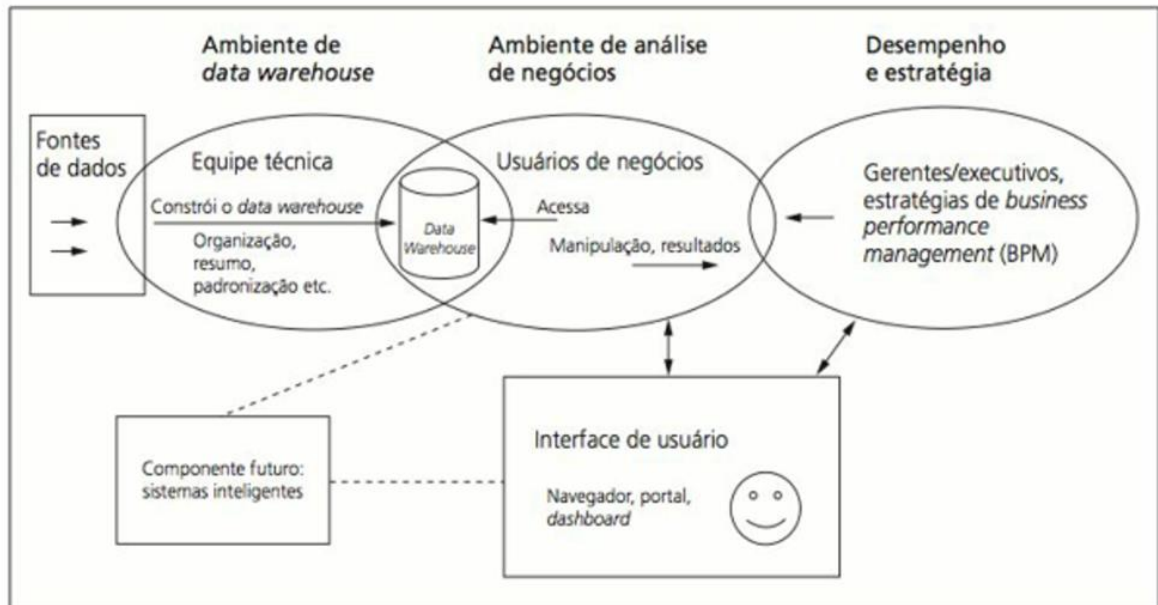 Ambiente de
data warehouse
Ambiente de análise
de negócios
Desempenho
e estratégia
Fontes
de dados
Equipe técnica
Constrói o data warehouse
Organização,
resumo,
padronização etc.
Data
Warehouse
Usuários de negócios
Acessa
Manipulação, resultados
Gerentes/executivos,
estratégias de business
performance
management (BPM)
Componente futuro:
sistemas inteligentes
Interface de usuário
Navegador, portal,
dashboard